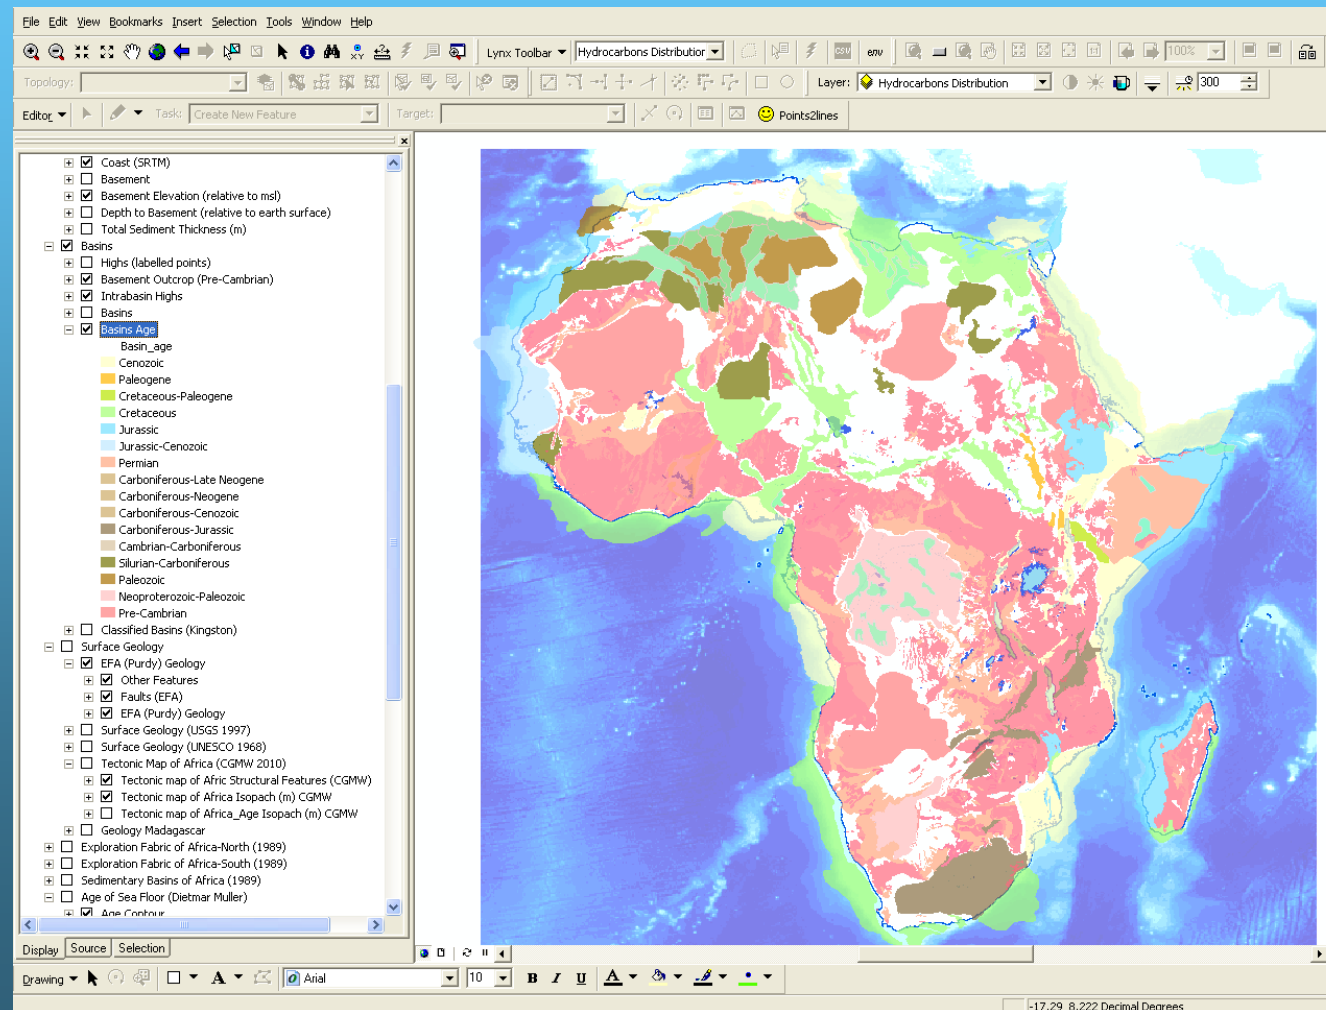 File Edit View Bookmarks Insert Selection Tools Window Help
Lynx Toolbar Hydrocarbons Distributior CSV env 100%
Topology: Layer: Hydrocarbons Distribution 300
Editor Task: Create New Feature Target: Points2lines
Coast (SRTM)
Basement
Basement Elevation (relative to msl)
Depth to Basement (relative to earth surface)
Total Sediment Thickness (m)
Basins
Highs (labelled points)
Basement Outcrop (Pre-Cambrian)
Intrabasin Highs
Basins
Basins Age
Basin_age
Cenozoic
Paleogene
Cretaceous-Paleogene
Cretaceous
Jurassic
Jurassic-Cenozoic
Permian
Carboniferous-Late Neogene
Carboniferous-Neogene
Carboniferous-Cenozoic
Carboniferous-Jurassic
Cambrian-Carboniferous
Silurian-Carboniferous
Paleozoic
Neoproterozoic-Paleozoic
Pre-Cambrian
Classified Basins (Kingston)
Surface Geology
EFA (Purdy) Geology
Other Features
Faults (EFA)
EFA (Purdy) Geology
Surface Geology (USGS 1997)
Surface Geology (UNESCO 1968)
Tectonic Map of Africa (CGMW 2010)
Tectonic map of Afric Structural Features (CGMW)
Tectonic map of Africa Isopach (m) CGMW
Tectonic map of Africa_Age Isopach (m) CGMW
Geology Madagascar
Exploration Fabric of Africa-North (1989)
Exploration Fabric of Africa-South (1989)
Sedimentary Basins of Africa (1989)
Age of Sea Floor (Dietmar Muller)
Age Contour
Display Source Selection
Drawing A Arial 10 B I U A
-17.29 8.222 Decimal Degrees